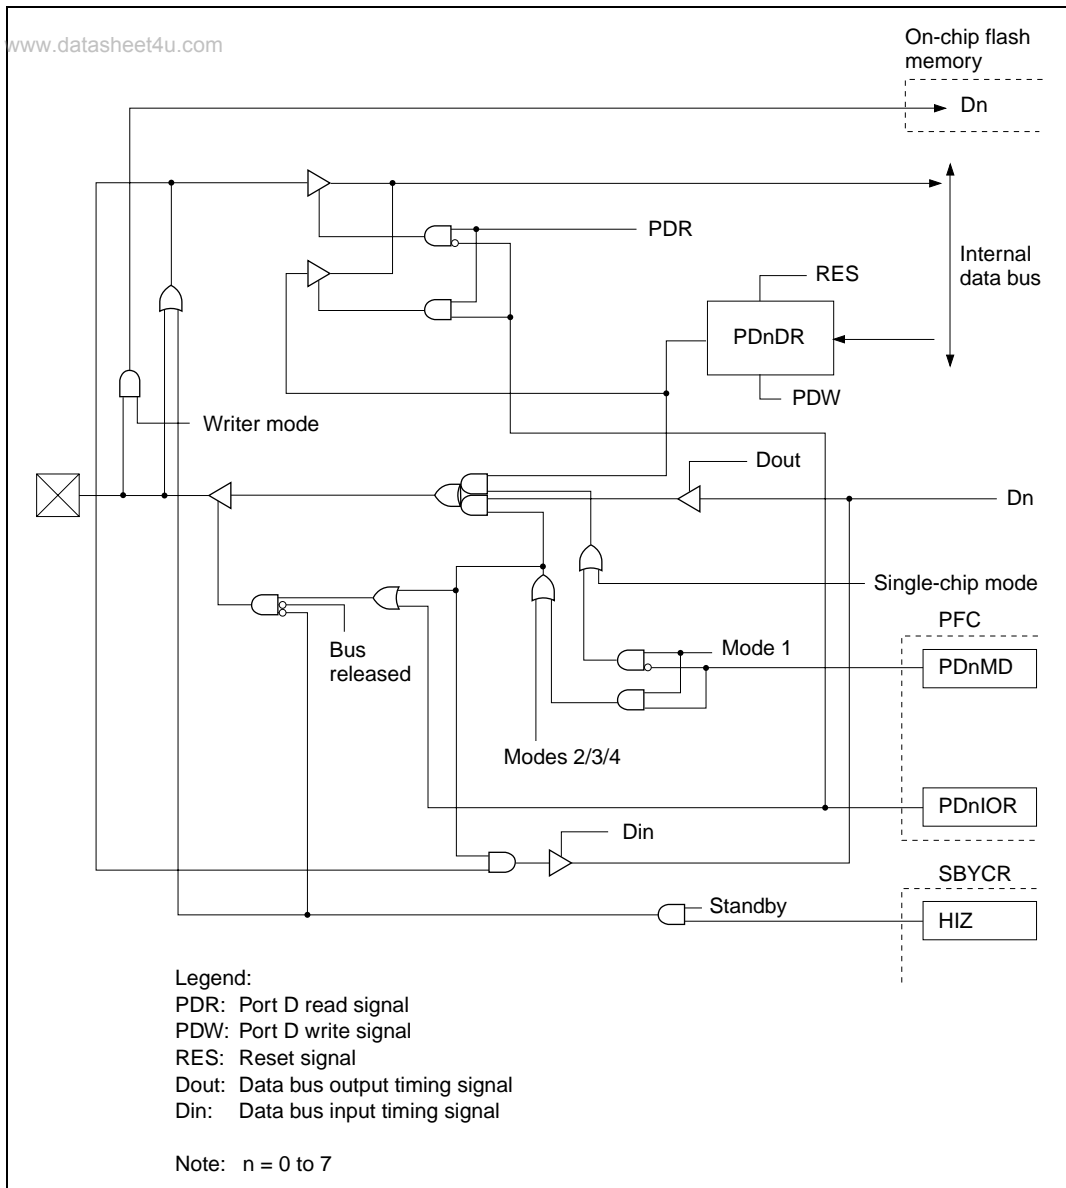 www.datasheet4u.com
On-chip flash
memory
Dn
PDR
Internal
data bus
RES
PDnDR
PDW
Writer mode
Dout
Dn
Single-chip mode
PFC
Bus
released
Mode 1
PDnMD
Modes 2/3/4
PDnIOR
Din
SBYCR
Standby
HIZ
Legend:
PDR: Port D read signal
PDW: Port D write signal
RES: Reset signal
Dout: Data bus output timing signal
Din: Data bus input timing signal
Note: n = 0 to 7